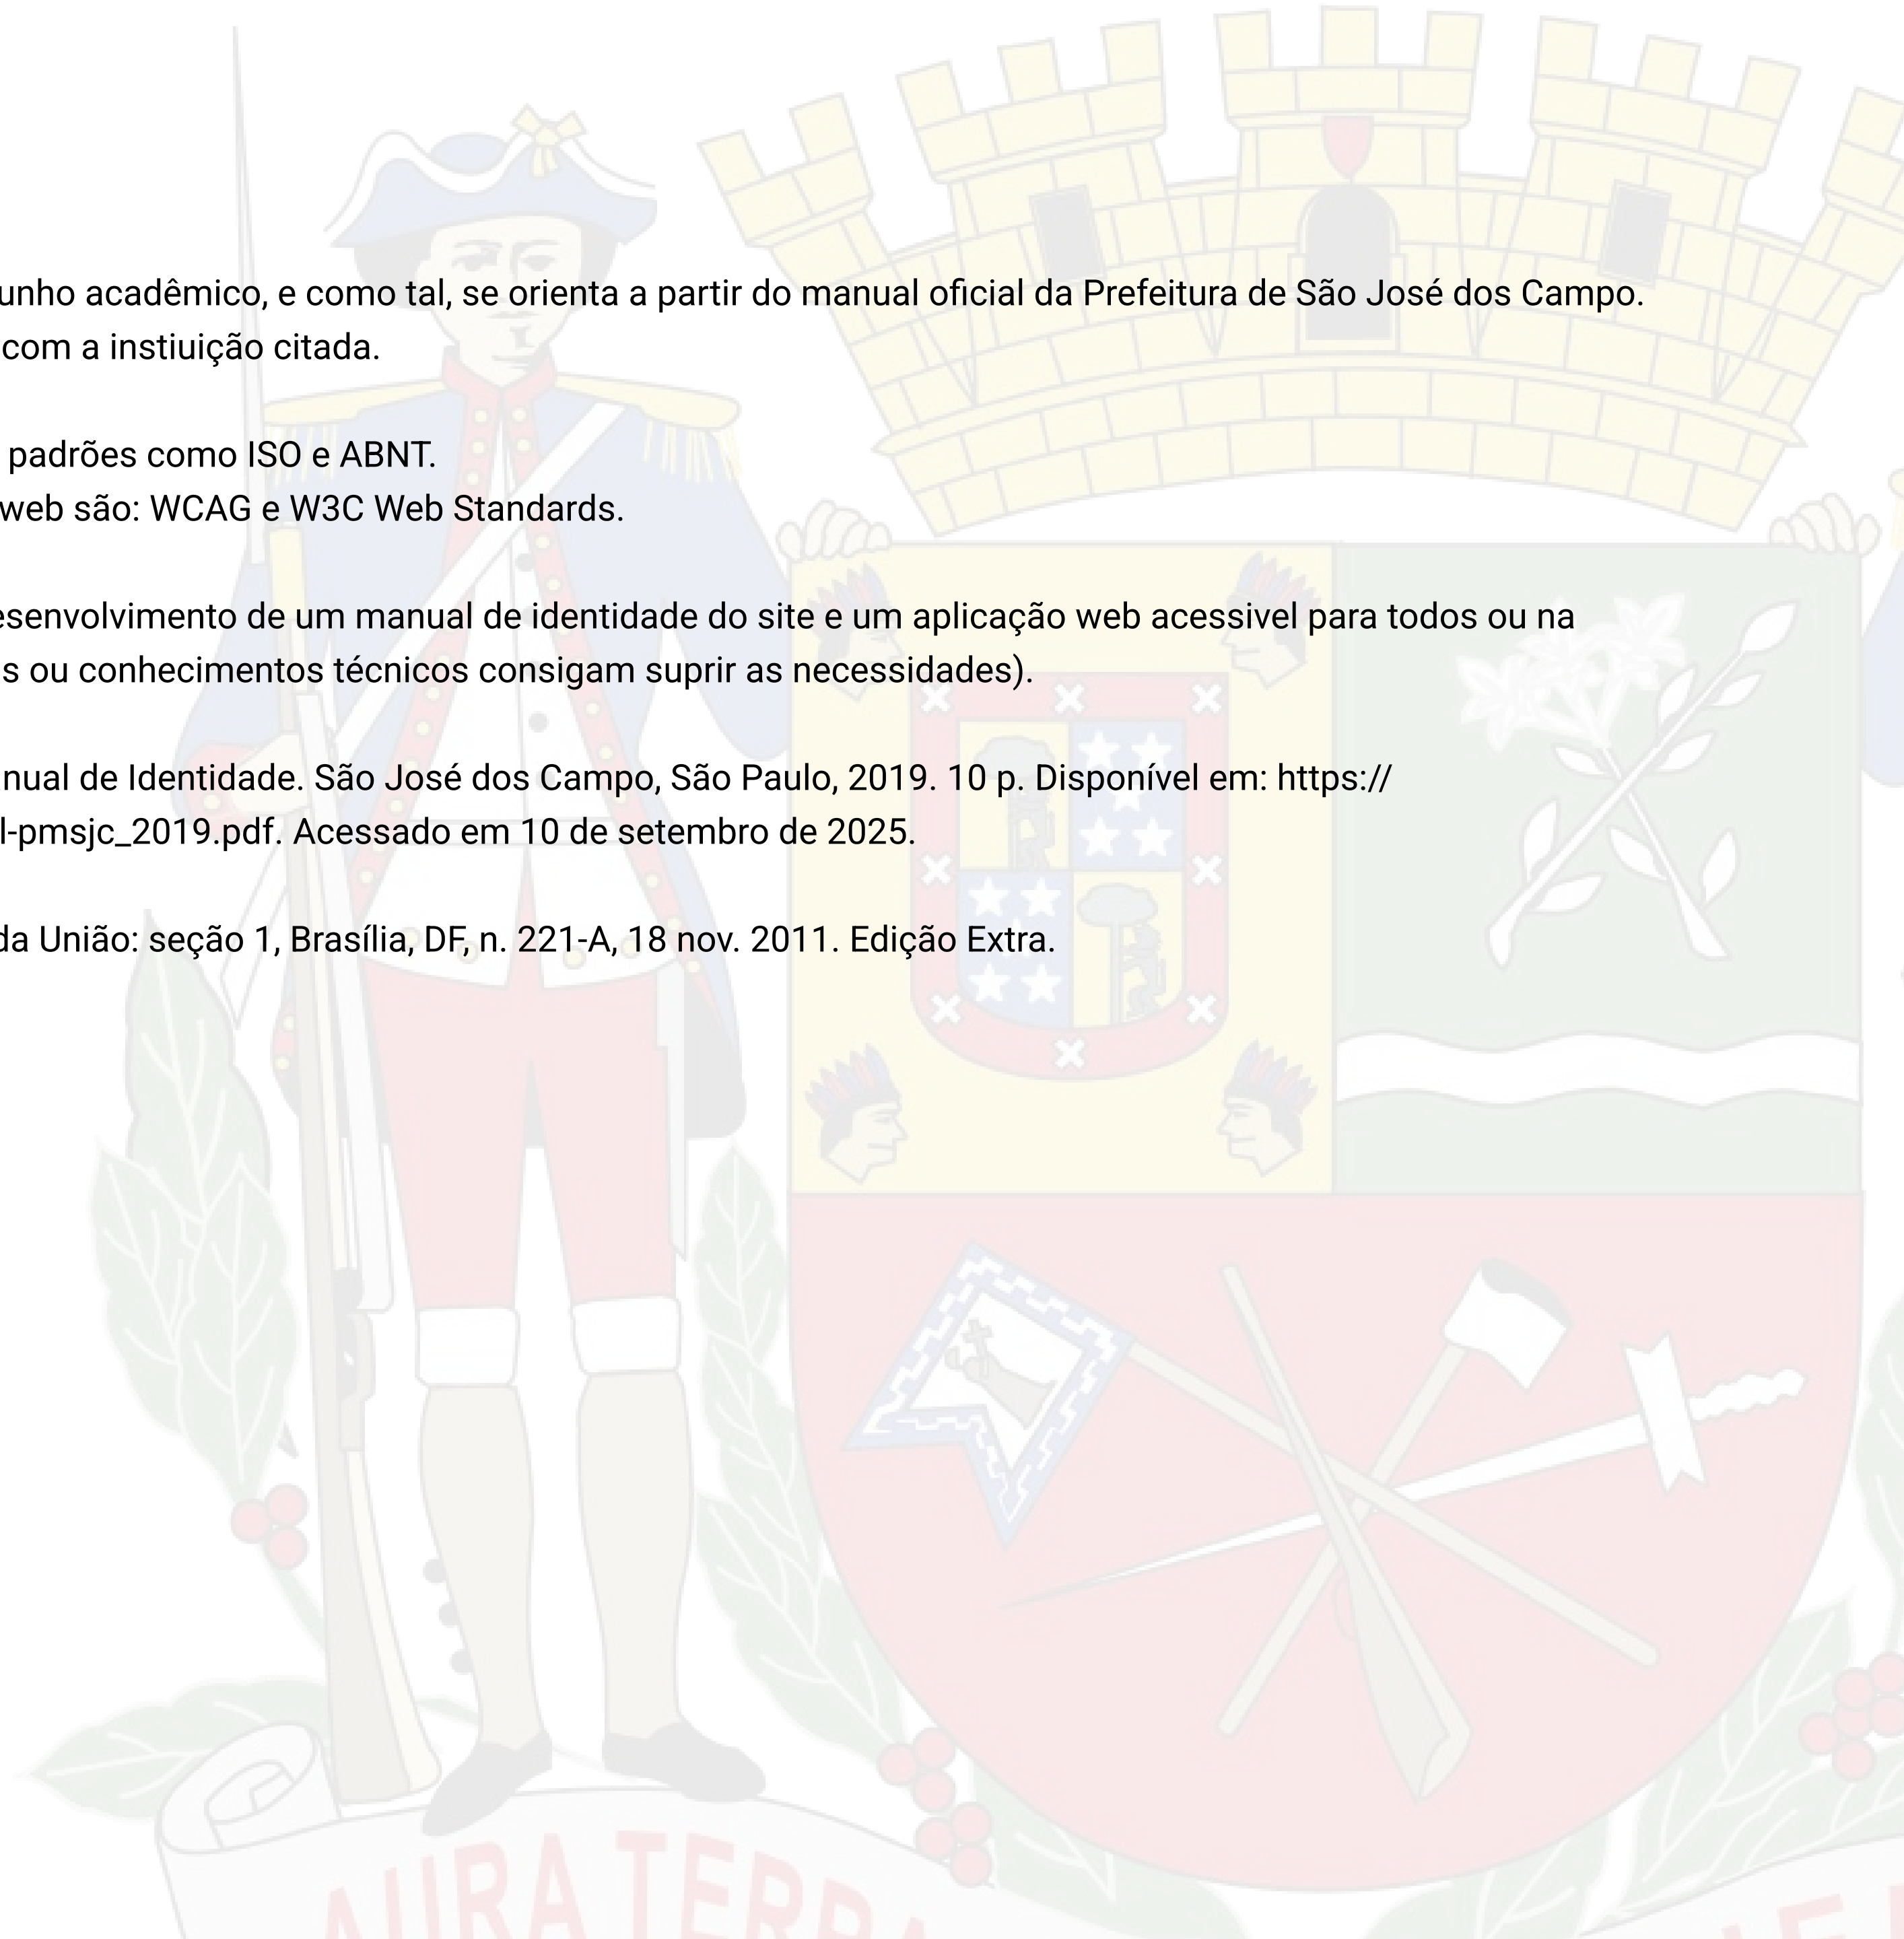 unho acadêmico, e como tal, se orienta a partir do manual oficial da Prefeitura de São José dos Campo.
com a instiuição citada.
padrões como ISO e ABNT.
web são: WCAG e W3C Web Standards.
esenvolvimento de um manual de identidade do site e um aplicação web acessivel para todos ou na
s ou conhecimentos técnicos consigam suprir as necessidades).
nual de Identidade. São José dos Campo, São Paulo, 2019. 10 p. Disponível em: https://
l-pmsjc_2019.pdf. Acessado em 10 de setembro de 2025.
da União: seção 1, Brasília, DF, n. 221-A, 18 nov. 2011. Edição Extra.
AURA TERRA